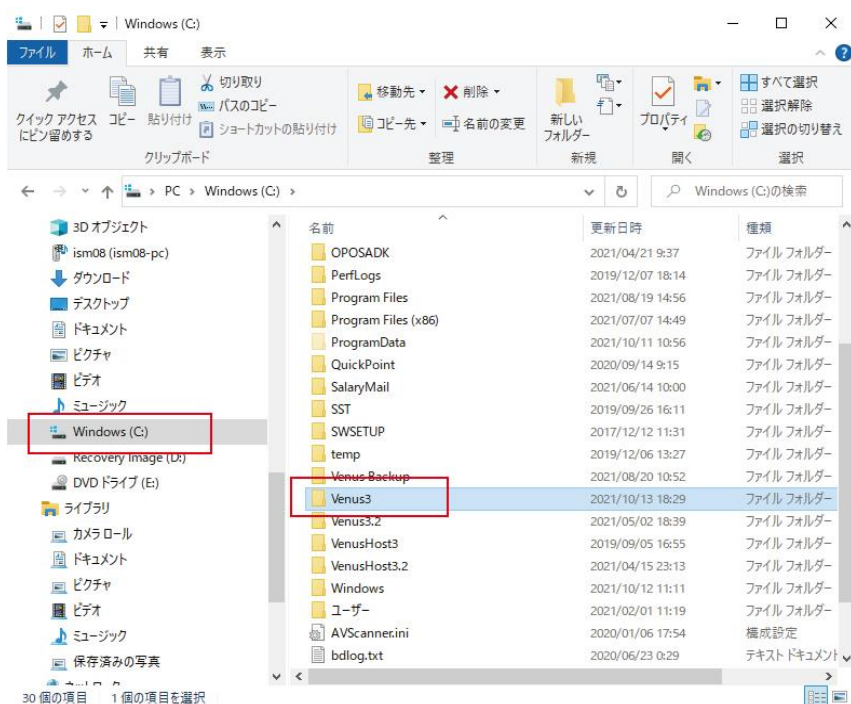 Windows (C:)
ファイル ホーム 共有 表示
クイック アクセス
にピン留めする
コピー
貼り付け
切り取り
パスのコピー
ショートカットの貼り付け
クリップボード
移動先
コピー先
削除
名前の変更
整理
新しい
フォルダー
新規
プロパティ
開く
すべて選択
選択解除
選択の切り替え
選択
PC › Windows (C:) ›
Windows (C:)の検索
3D オブジェクト
ism08 (ism08-pc)
ダウンロード
デスクトップ
ドキュメント
ピクチャ
ビデオ
ミュージック
Windows (C:)
Recovery Image (D:)
DVD ドライブ (E:)
ライブラリ
カメラ ロール
ドキュメント
ピクチャ
ビデオ
ミュージック
保存済みの写真
名前 更新日時 種類
OPOSADK 2021/04/21 9:37 ファイル フォルダー
PerfLogs 2019/12/07 18:14 ファイル フォルダー
Program Files 2021/08/19 14:56 ファイル フォルダー
Program Files (x86) 2021/07/07 14:49 ファイル フォルダー
ProgramData 2021/10/11 10:56 ファイル フォルダー
QuickPoint 2020/09/14 9:15 ファイル フォルダー
SalaryMail 2021/06/14 10:00 ファイル フォルダー
SST 2019/09/26 16:11 ファイル フォルダー
SWSETUP 2017/12/12 11:31 ファイル フォルダー
temp 2019/12/06 13:27 ファイル フォルダー
Venus Backup 2021/08/20 10:52 ファイル フォルダー
Venus3 2021/10/13 18:29 ファイル フォルダー
Venus3.2 2021/05/02 18:39 ファイル フォルダー
VenusHost3 2019/09/05 16:55 ファイル フォルダー
VenusHost3.2 2021/04/15 23:13 ファイル フォルダー
Windows 2021/10/12 11:11 ファイル フォルダー
ユーザー 2021/02/01 11:19 ファイル フォルダー
AVScanner.ini 2020/01/06 17:54 構成設定
bdlog.txt 2020/06/23 0:29 テキスト ドキュメント
30 個の項目 1 個の項目を選択